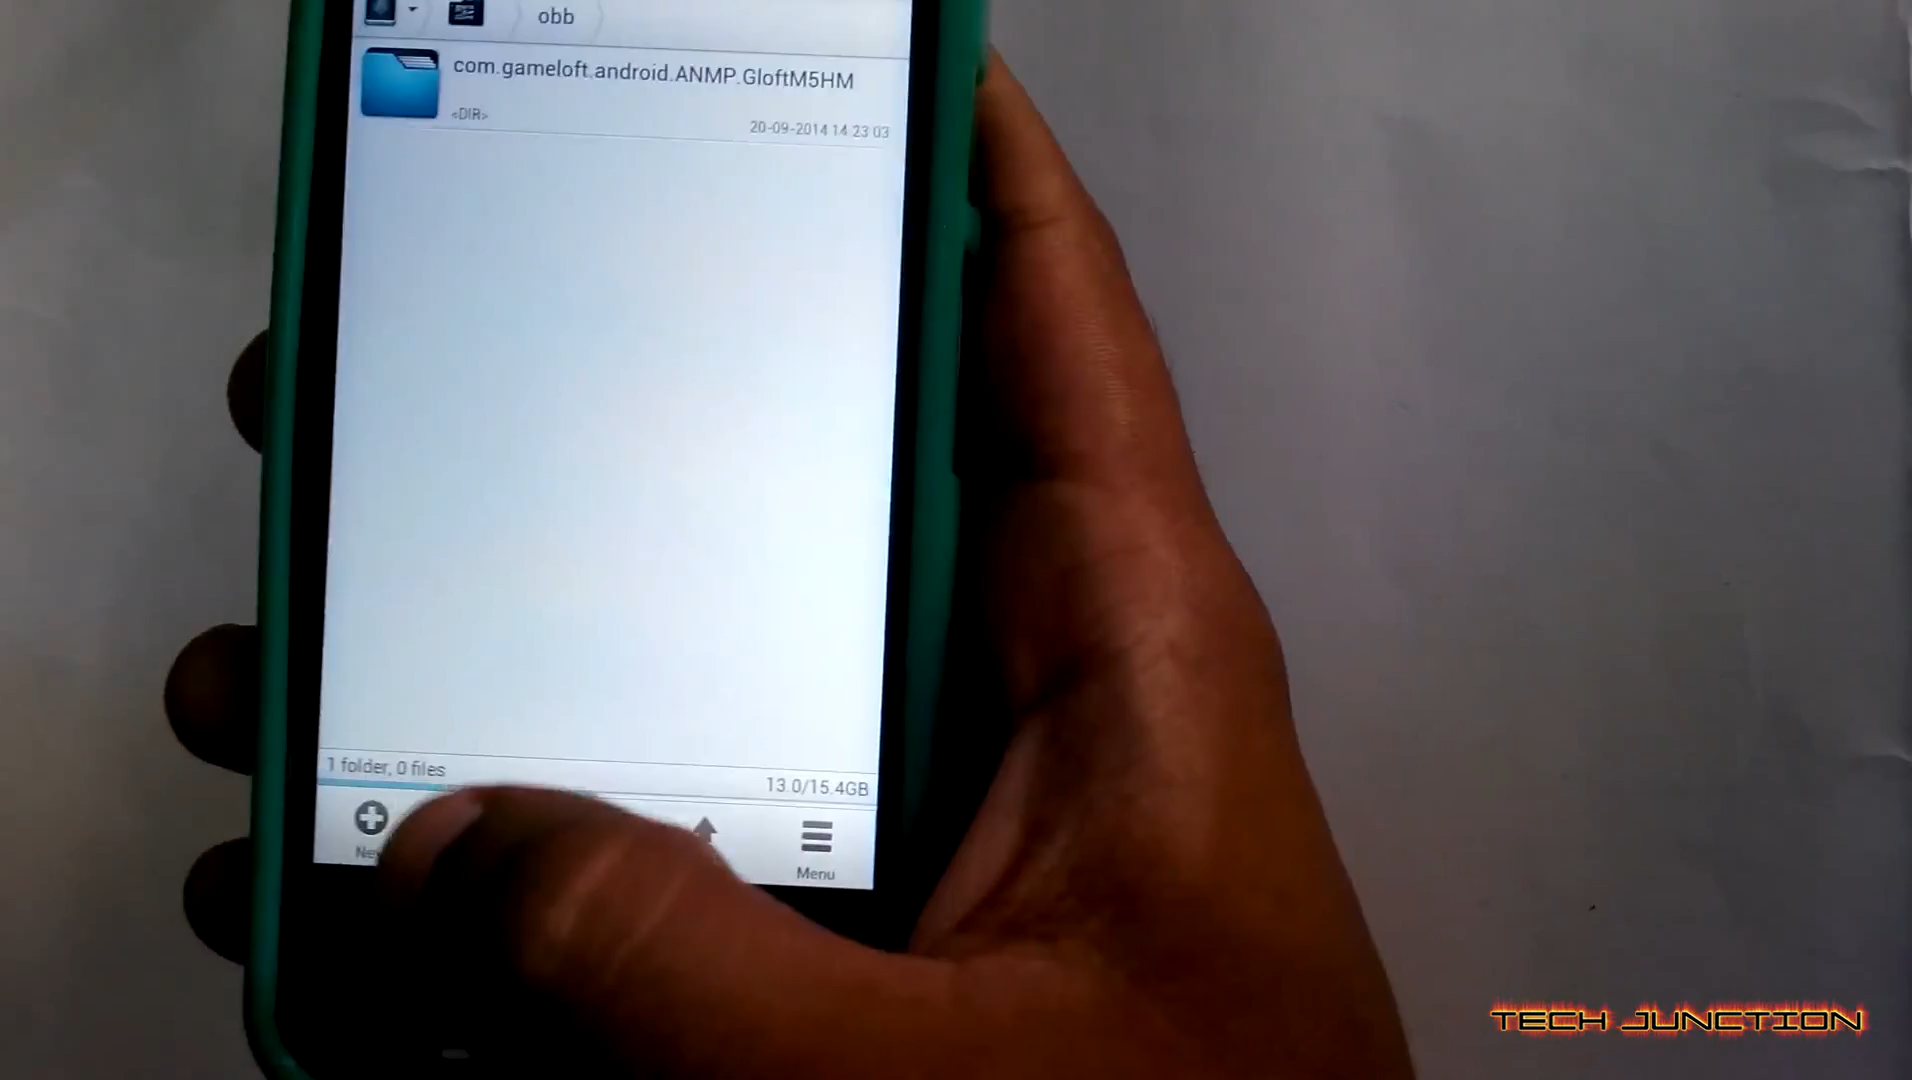 obb
com.gameloft.android.ANMP.GloftM5HM
<DIR>
20-09-2014 14 23 03
1 folder, 0 files
13.0/15.4GB
Menu
TECH JUNCTION